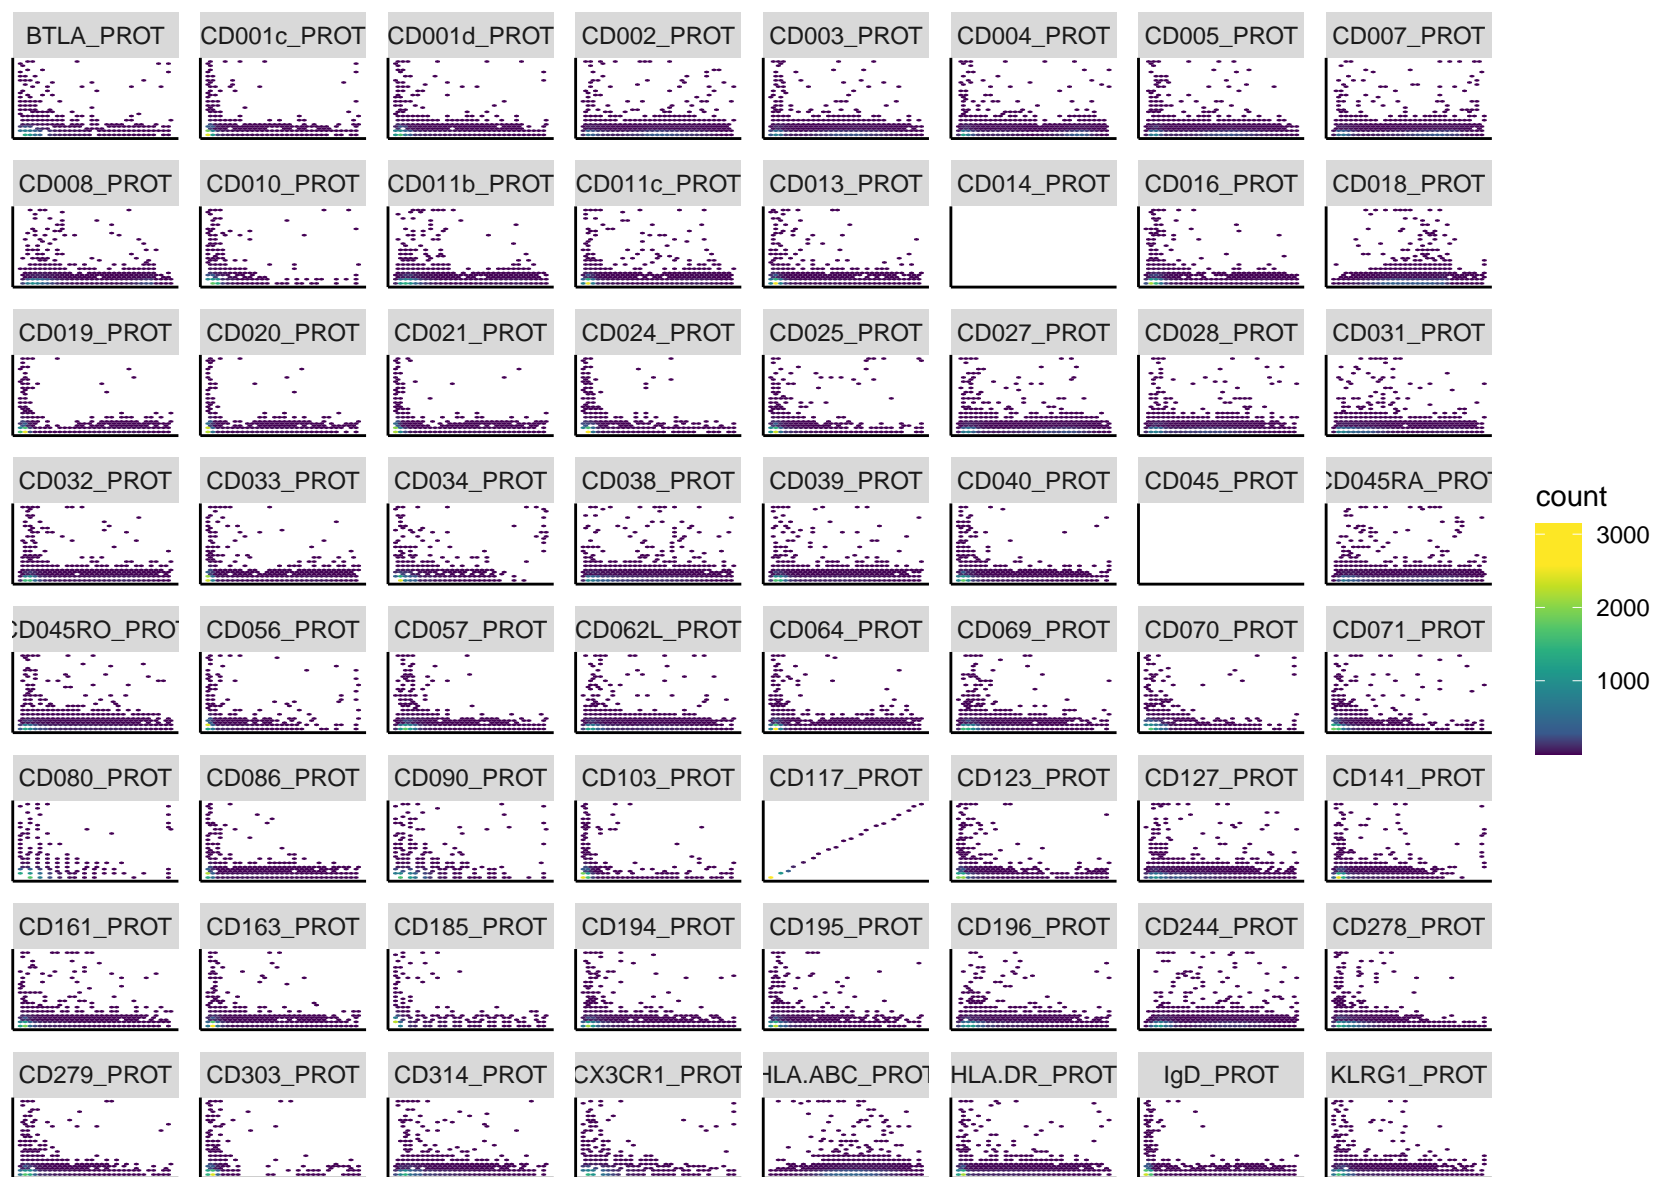 BTLA_PROT CD001c_PROT CD001d_PROT CD002_PROT CD003_PROT CD004_PROT CD005_PROT CD007_PROT
CD008_PROT CD010_PROT CD011b_PROT CD011c_PROT CD013_PROT CD014_PROT CD016_PROT CD018_PROT
CD019_PROT CD020_PROT CD021_PROT CD024_PROT CD025_PROT CD027_PROT CD028_PROT CD031_PROT
CD032_PROT CD033_PROT CD034_PROT CD038_PROT CD039_PROT CD040_PROT CD045_PROT CD045RA_PROT
count
3000
2000
1000
CD045RO_PROT CD056_PROT CD057_PROT CD062L_PROT CD064_PROT CD069_PROT CD070_PROT CD071_PROT
CD080_PROT CD086_PROT CD090_PROT CD103_PROT CD117_PROT CD123_PROT CD127_PROT CD141_PROT
CD161_PROT CD163_PROT CD185_PROT CD194_PROT CD195_PROT CD196_PROT CD244_PROT CD278_PROT
CD279_PROT CD303_PROT CD314_PROT CX3CR1_PROT HLA.ABC_PROT HLA.DR_PROT IgD_PROT KLRG1_PROT